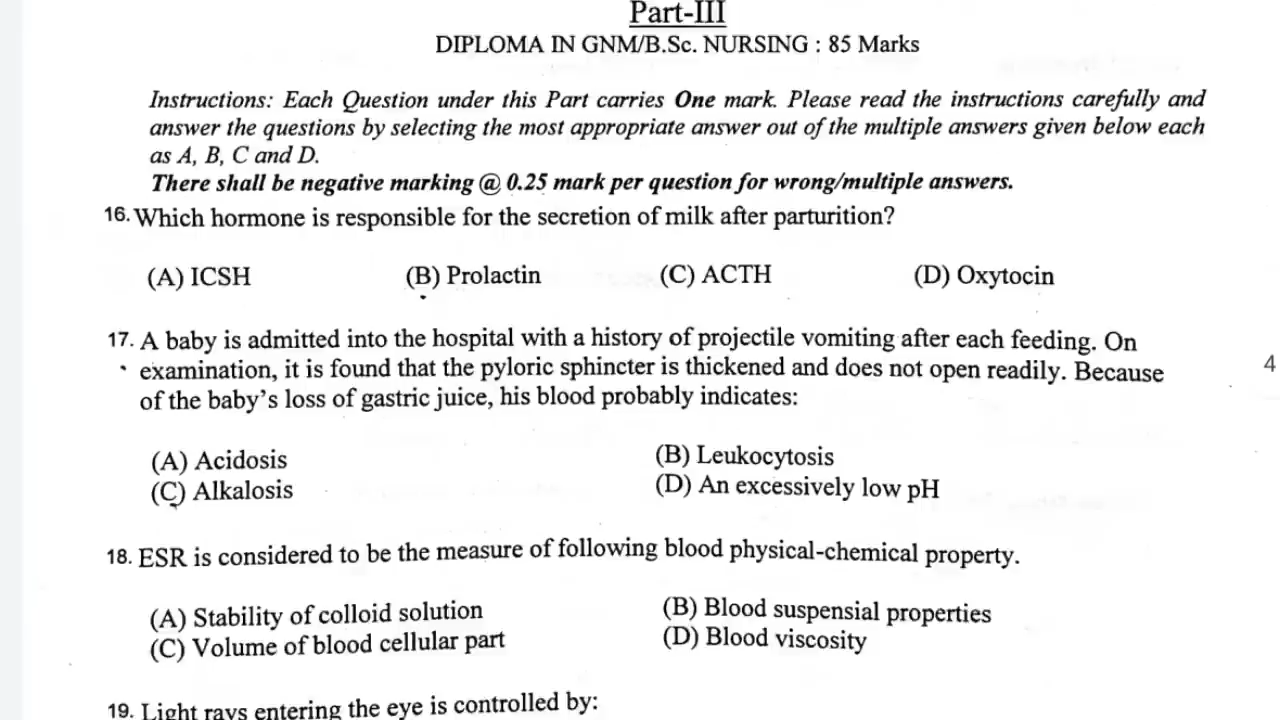 Part-III
DIPLOMA IN GNM/B.Sc. NURSING : 85 Marks
Instructions: Each Question under this Part carries One mark. Please read the instructions carefully and
answer the questions by selecting the most appropriate answer out of the multiple answers given below each
as A, B, C and D.
There shall be negative marking @ 0.25 mark per question for wrong/multiple answers.
16. Which hormone is responsible for the secretion of milk after parturition?
(A) ICSH (B) Prolactin (C) ACTH (D) Oxytocin
17. A baby is admitted into the hospital with a history of projectile vomiting after each feeding. On
examination, it is found that the pyloric sphincter is thickened and does not open readily. Because
of the baby's loss of gastric juice, his blood probably indicates:
4
(A) Acidosis (B) Leukocytosis
(C) Alkalosis (D) An excessively low pH
18. ESR is considered to be the measure of following blood physical-chemical property.
(A) Stability of colloid solution (B) Blood suspensial properties
(C) Volume of blood cellular part (D) Blood viscosity
19. Light rays entering the eye is controlled by: